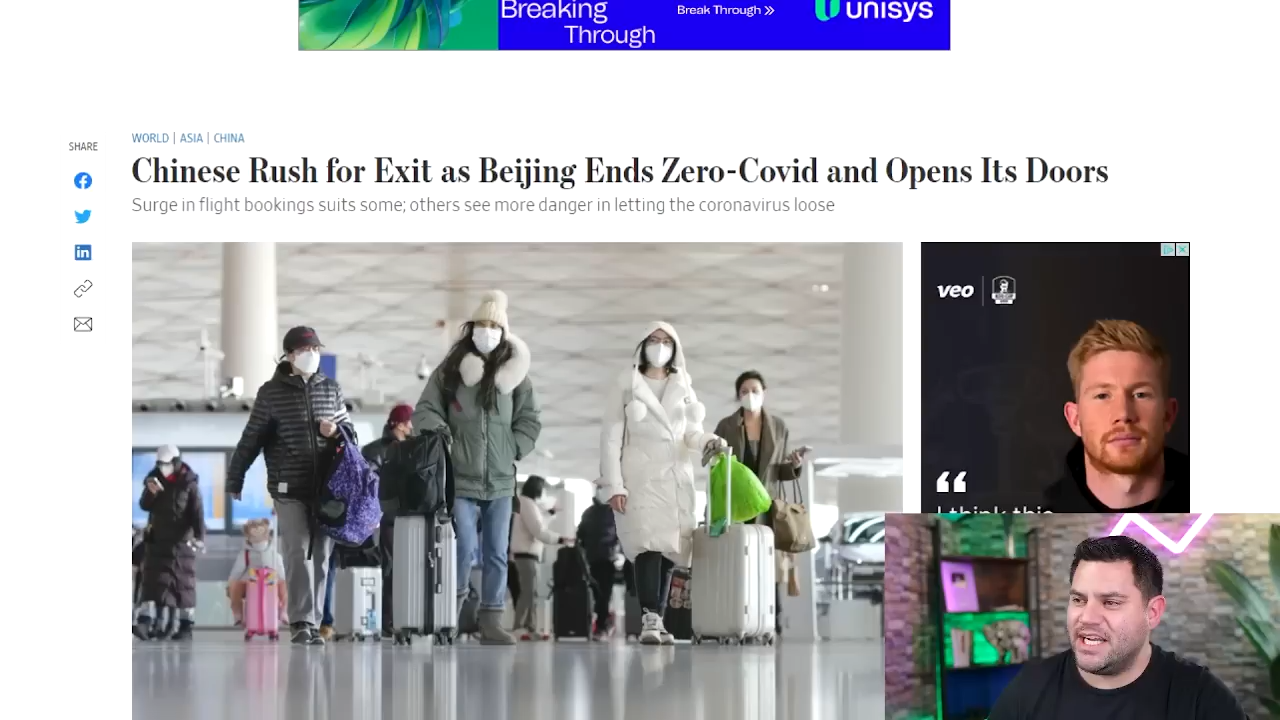 Breaking
Through
Break Through
unisys
SHARE
WORLD | ASIA | CHINA
Chinese Rush for Exit as Beijing Ends Zero-Covid and Opens Its Doors
Surge in flight bookings suits some; others see more danger in letting the coronavirus loose
veo
“
I think this